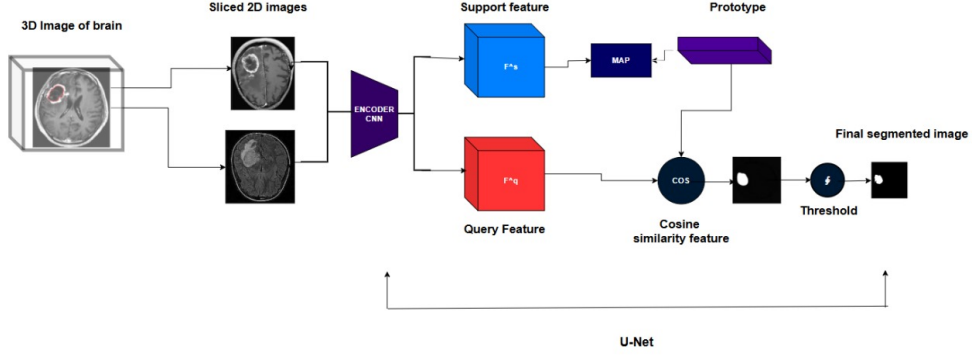 Sliced 2D images
Support feature
Prototype
3D Image of brain
F^s
MAP
ENCODER
CNN
Final segmented image
F^q
COS
Threshold
Query Feature
Cosine
similarity feature
U-Net